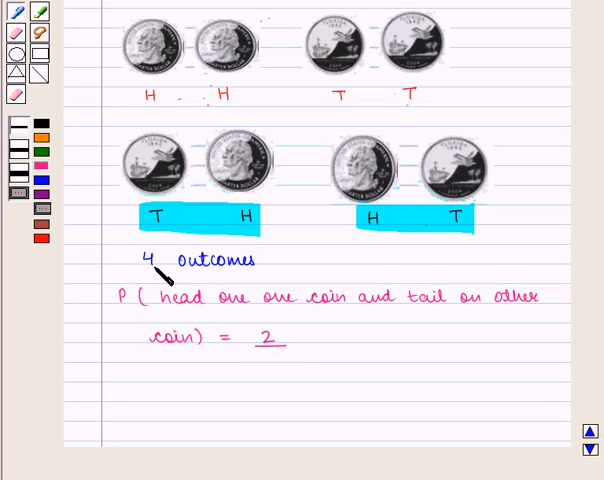 H H T T
T H H T
4 outcomes
P ( head one one coin and tail on other
coin) = 2